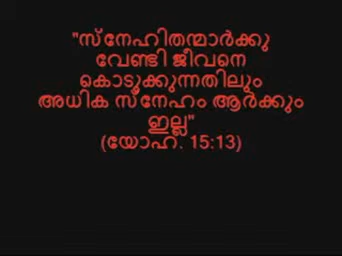 "സ്നേഹിതന്മാർക്കു
വേണ്ടി ജീവനെ
കൊടുക്കുന്നതിലും
അധിക സ്നേഹം ആർക്കും
ഇല്ല"
(യോഹ. 15:13)